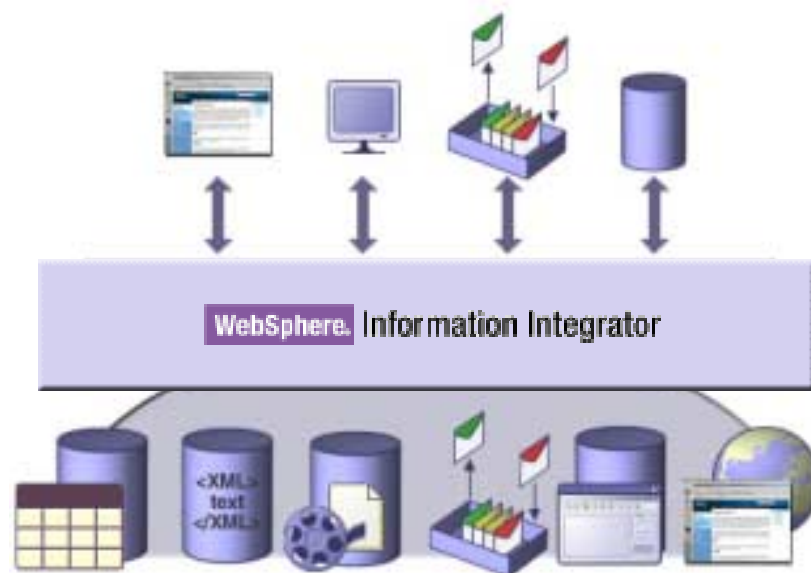 WebSphere. Information Integrator
<XML>
text
</XML>